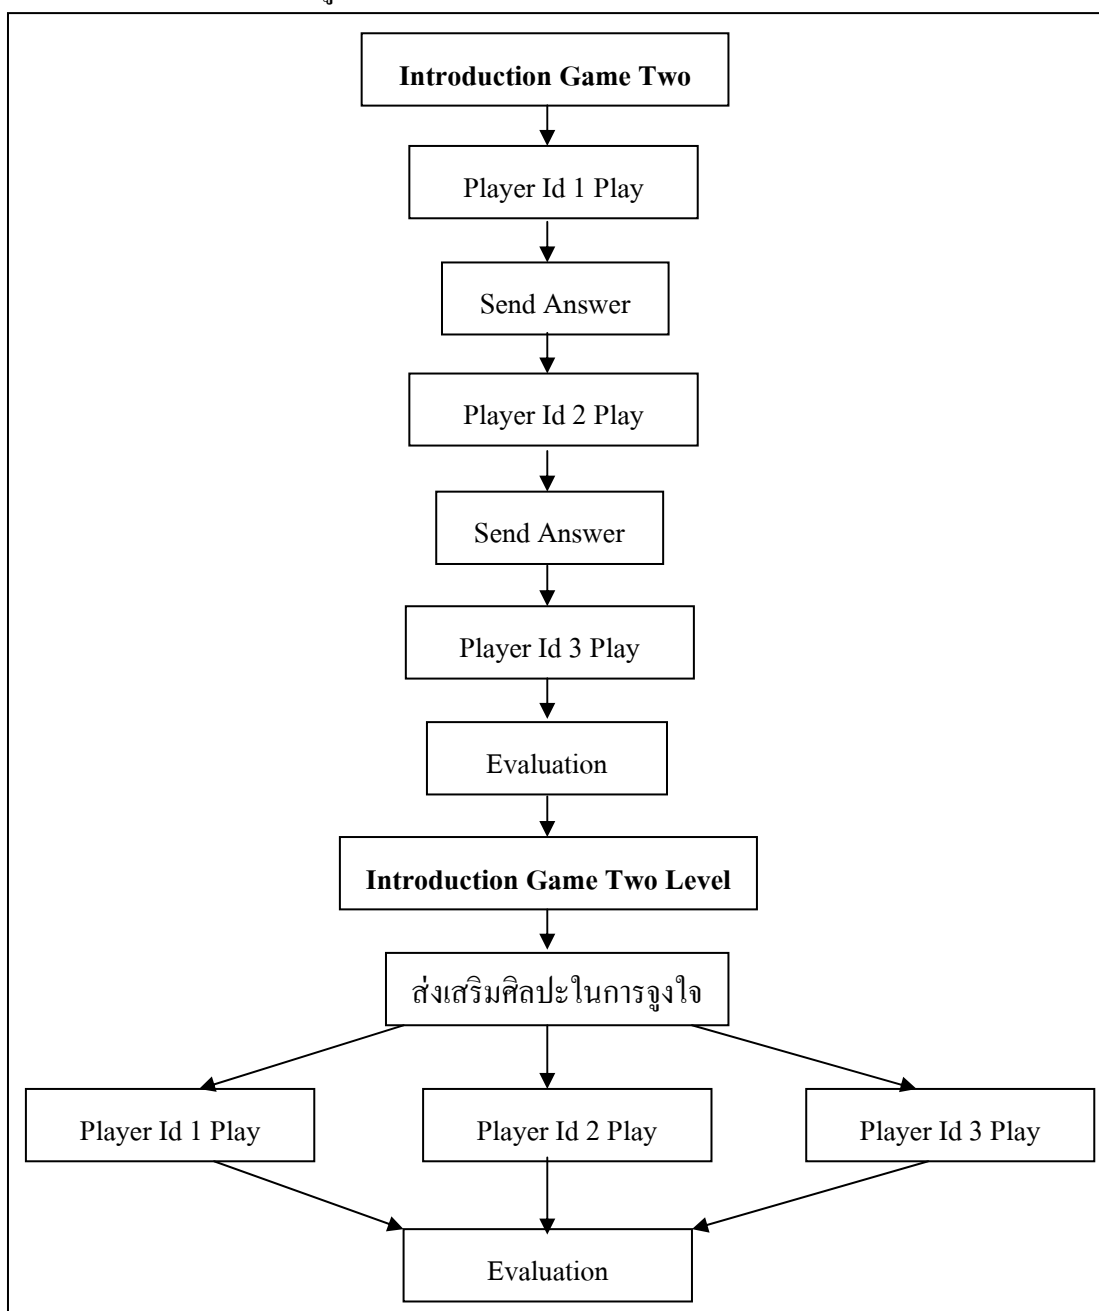 Introduction Game Two
Player Id 1 Play
Send Answer
Player Id 2 Play
Send Answer
Player Id 3 Play
Evaluation
Introduction Game Two Level
ส่งเสริมศิลปะในการจูงใจ
Player Id 1 Play
Player Id 2 Play
Player Id 3 Play
Evaluation